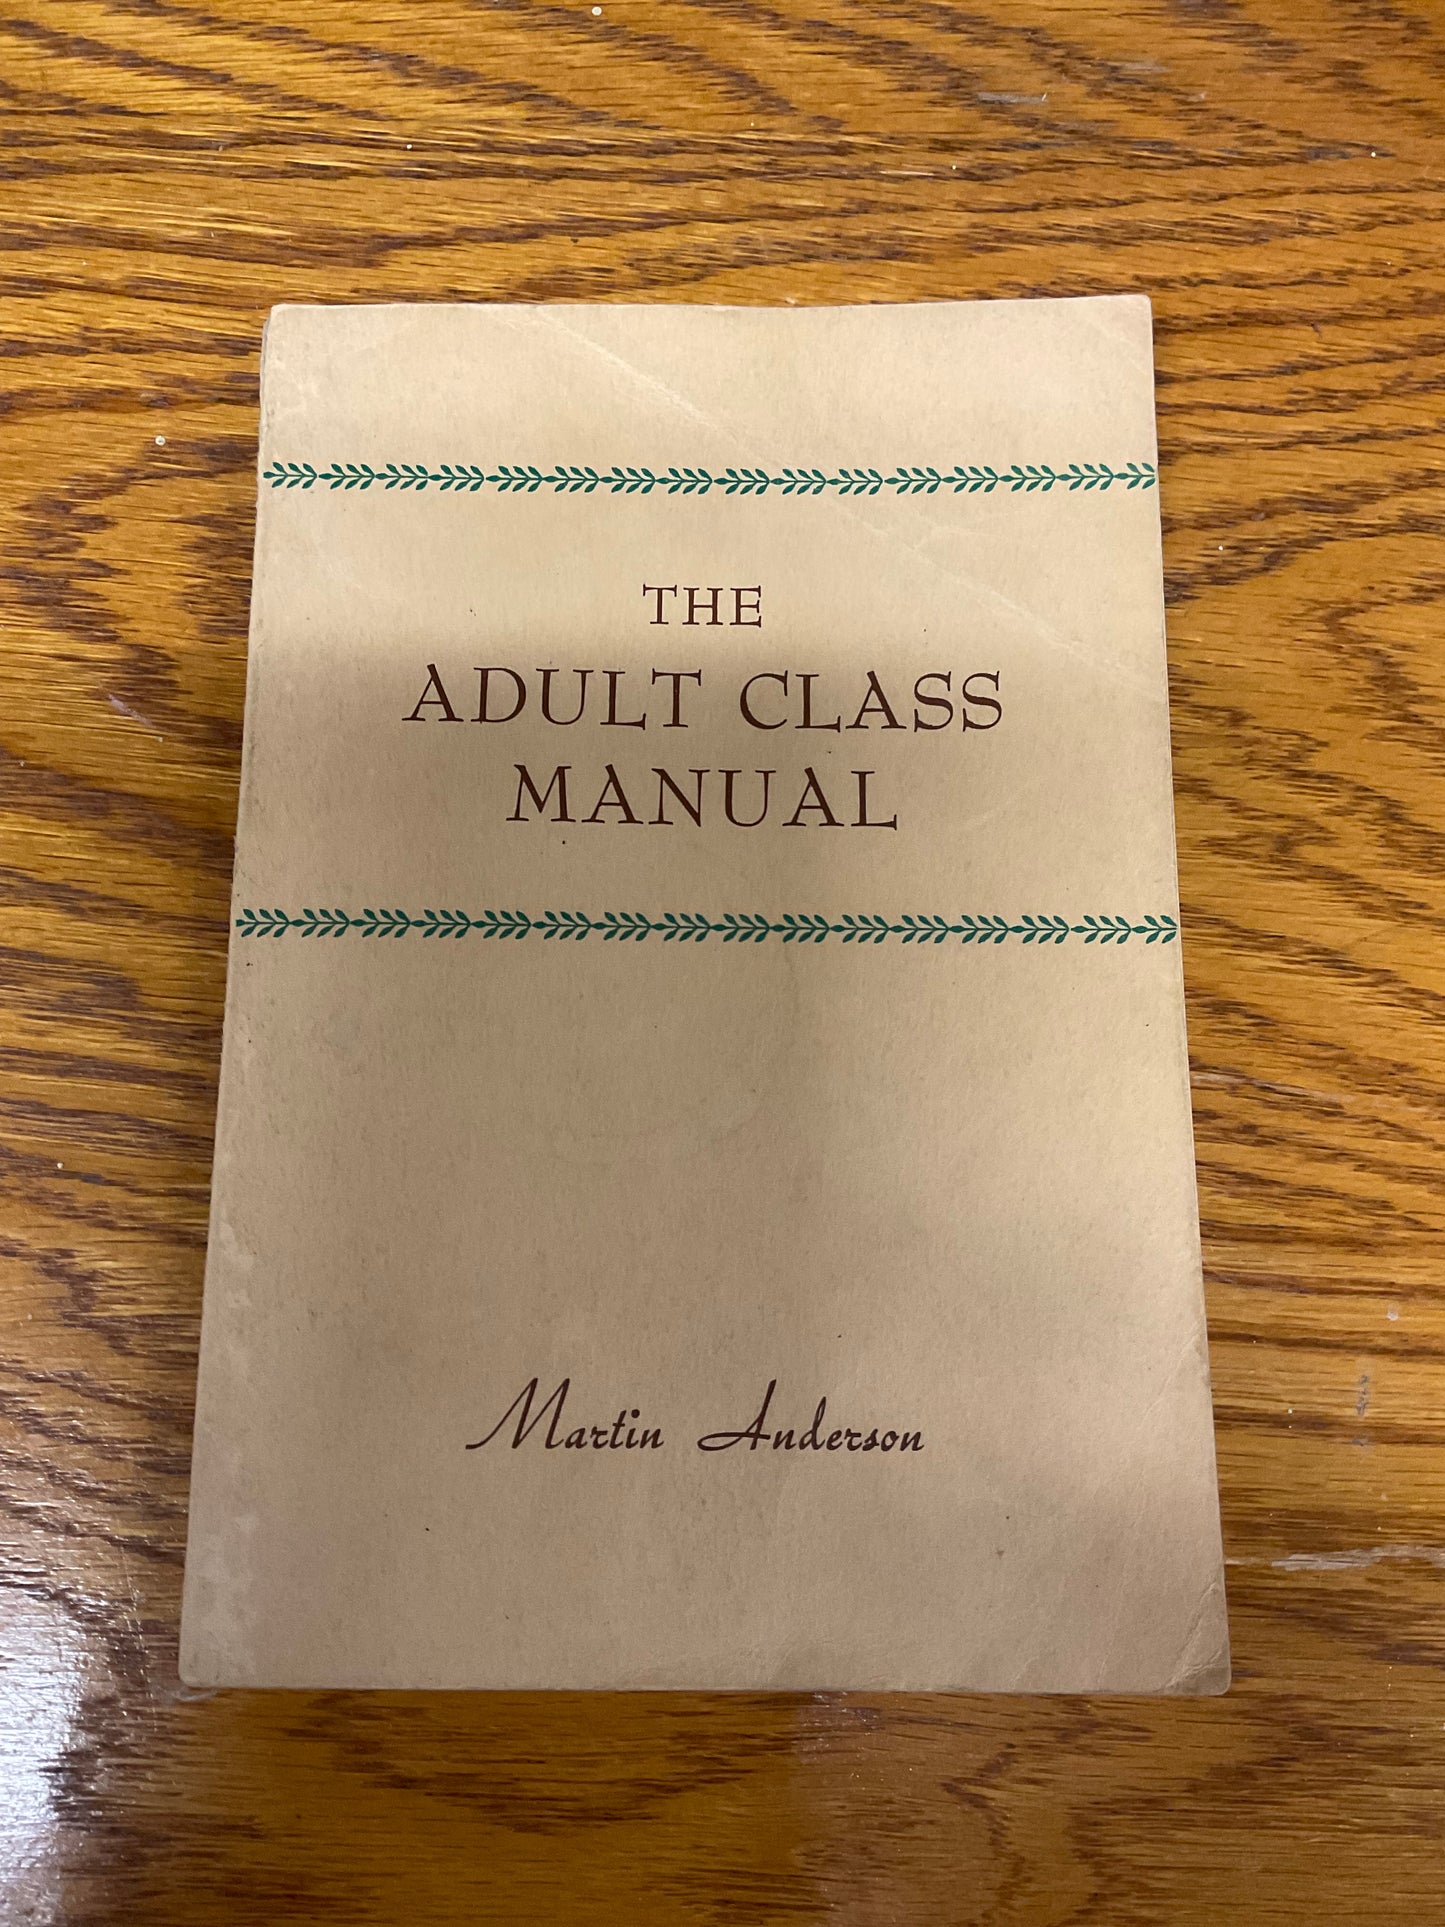 THE
ADULT CLASS
MANUAL
Martin Anderson